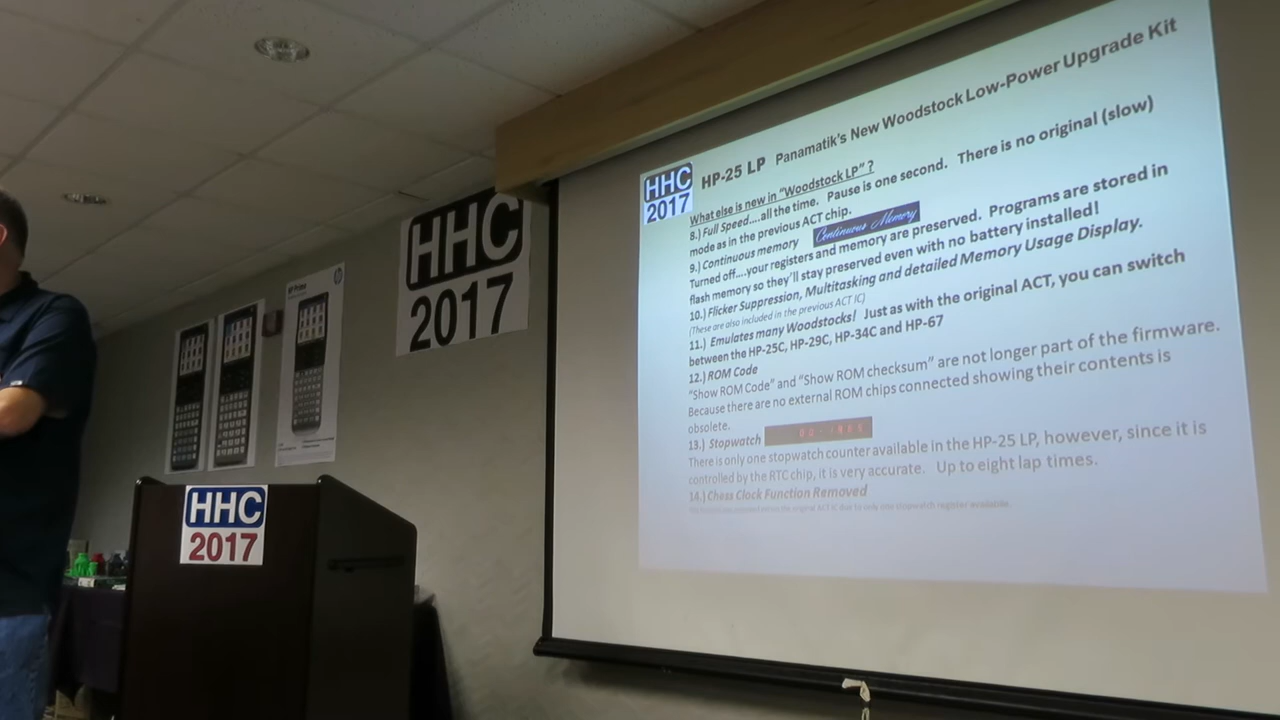 HHC
2017
HP-25 LP Panamatik's New Woodstock Low-Power Upgrade Kit
What else is new in "Woodstock LP" ?
8.) Full Speed....all the time. Pause is one second. There is no original (slow)
mode as in the previous ACT chip.
9.) Continuous memory Continuous Memory
Turned off...your registers and memory are preserved. Programs are stored in
flash memory so they'll stay preserved even with no battery installed!
10.) Flicker Suppression, Multitasking and detailed Memory Usage Display.
(These are also included in the previous ACT IC)
11.) Emulates many Woodstocks! Just as with the original ACT, you can switch
between the HP-25C, HP-29C, HP-34C and HP-67
12.) ROM Code
"Show ROM Code" and "Show ROM checksum" are not longer part of the firmware.
Because there are no external ROM chips connected showing their contents is
obsolete.
13.) Stopwatch
There is only one stopwatch counter available in the HP-25 LP, however, since it is
controlled by the RTC chip, it is very accurate. Up to eight lap times.
14.) Chess Clock Function Removed
HHC
2017
HHC
2017